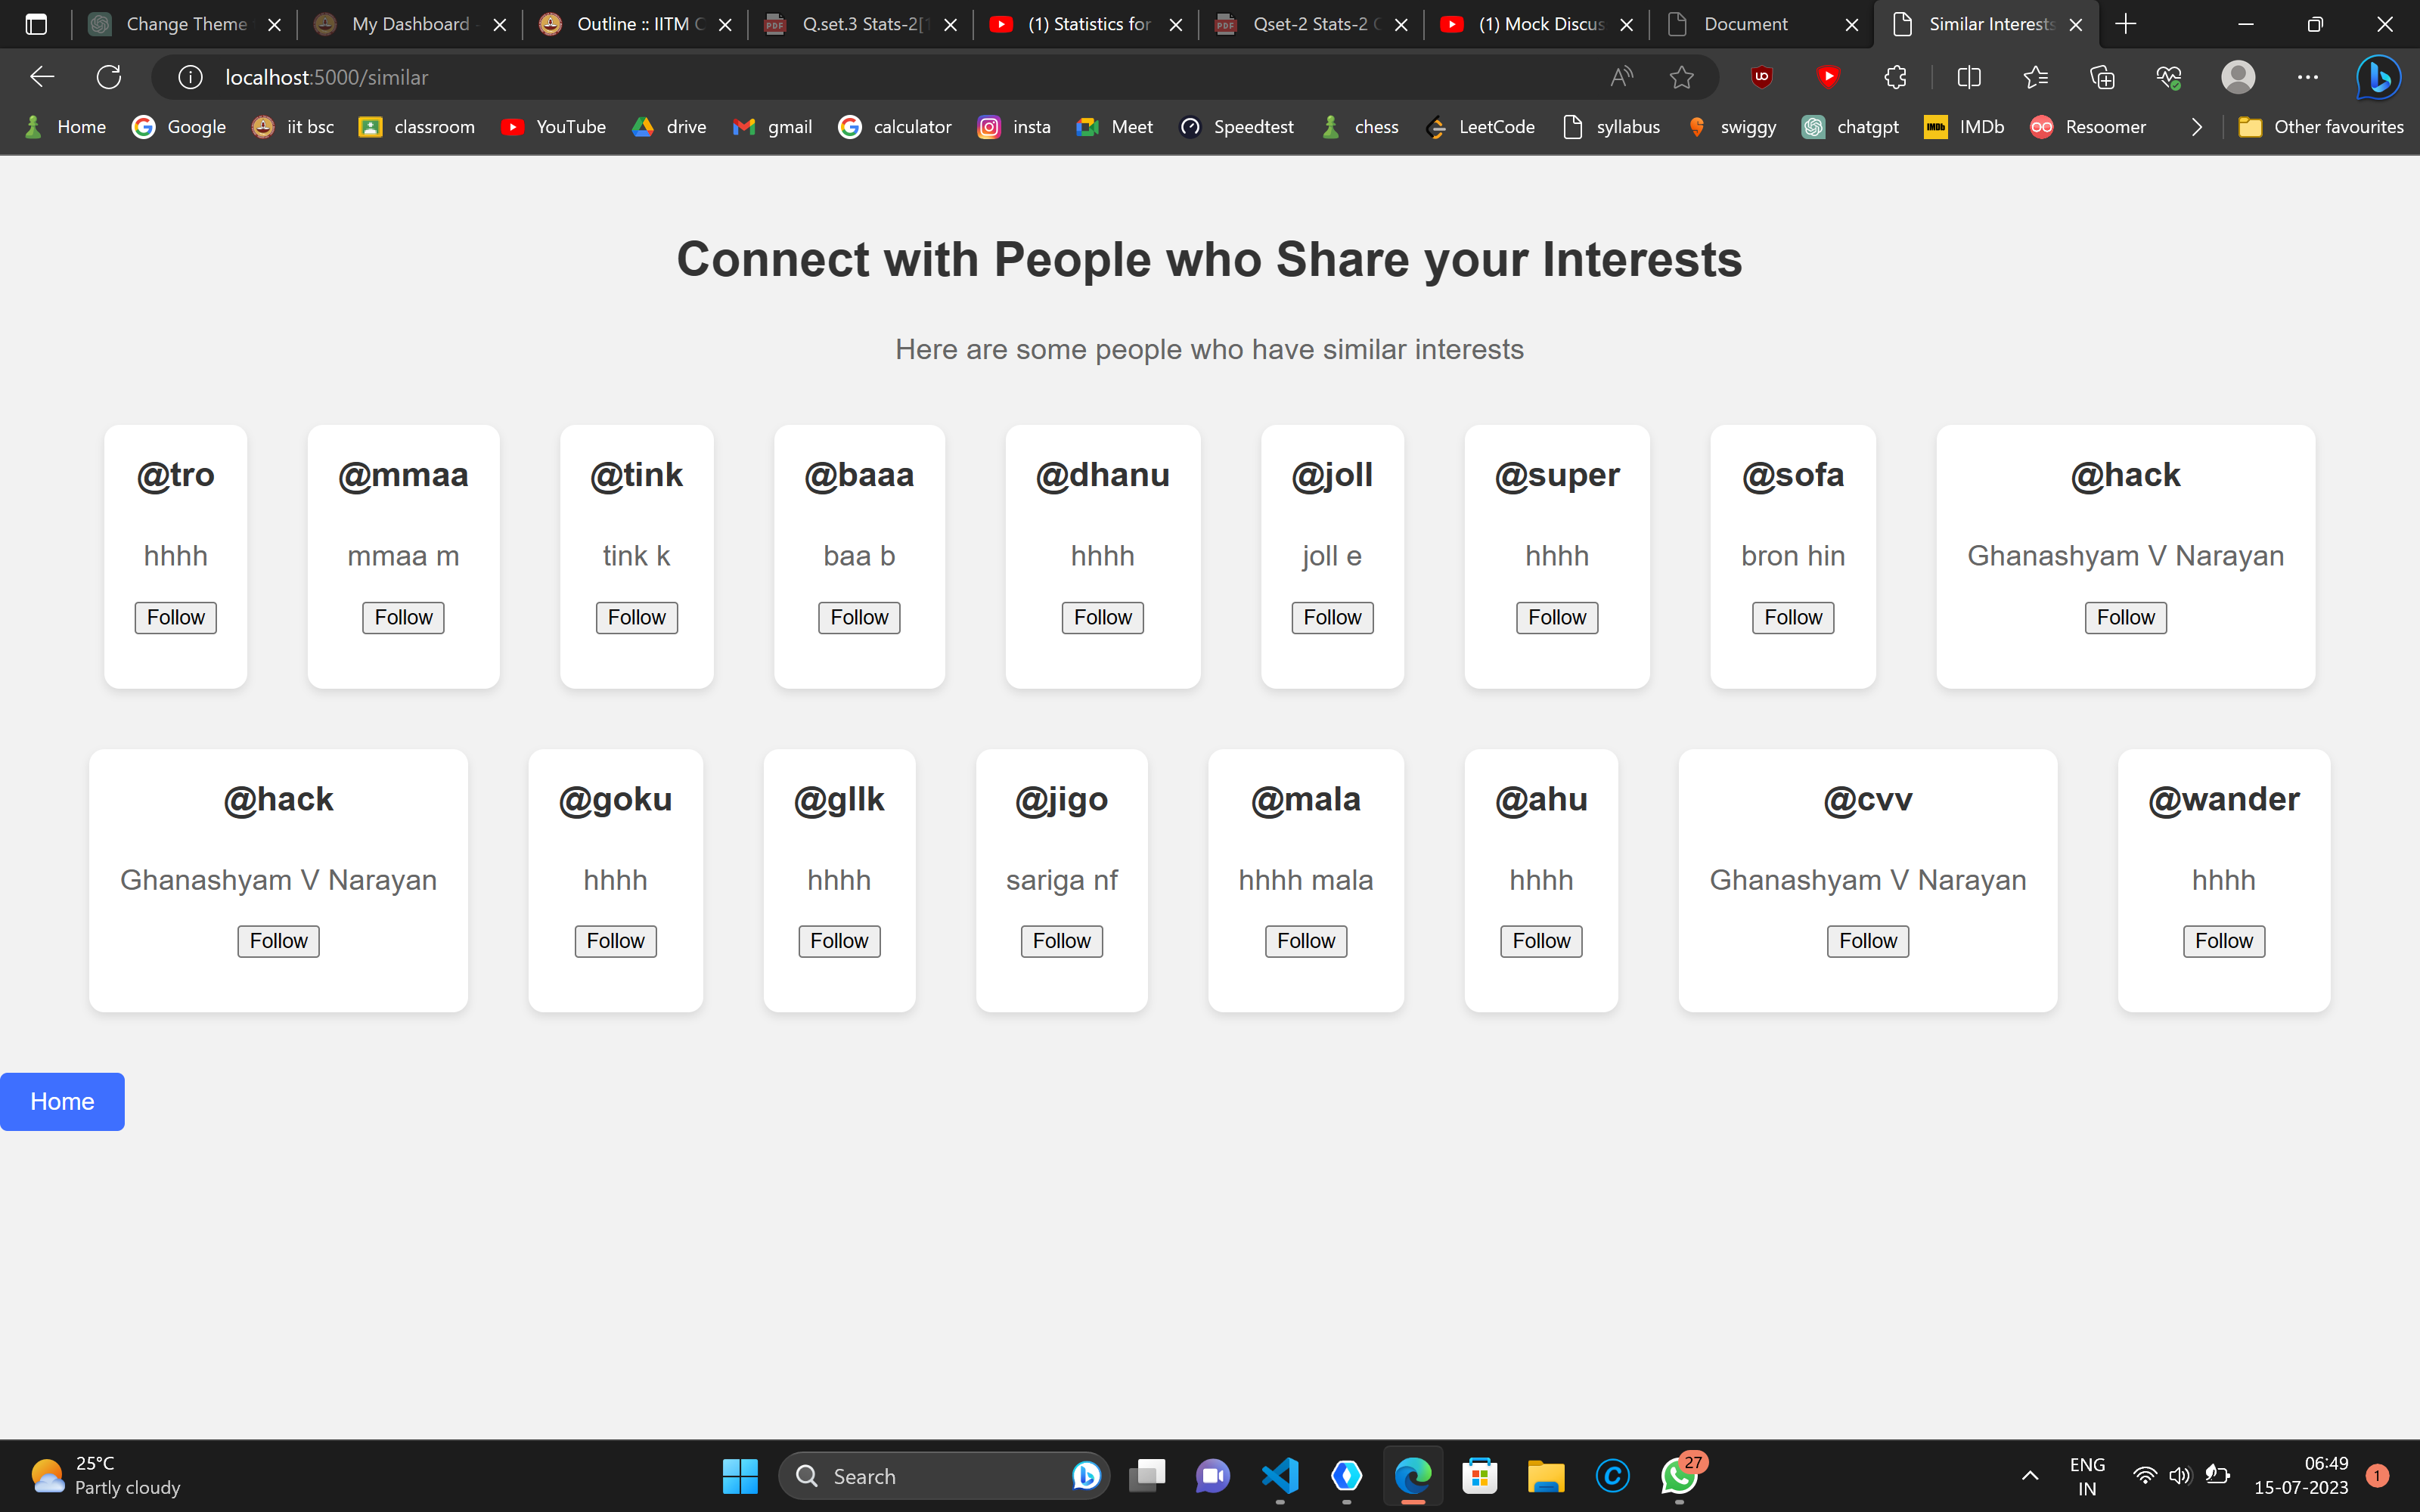 Change Theme
My Dashboard -
Outline :: IITM
Q.set.3 Stats-2[
(1) Statistics for
Qset-2 Stats-2
(1) Mock Discus
Document
Similar Interests
localhost:5000/similar
Home
Google
iit bsc
classroom
YouTube
drive
gmail
calculator
insta
Meet
Speedtest
chess
LeetCode
syllabus
swiggy
chatgpt
IMDb
Resoomer
Other favourites
Connect with People who Share your Interests
Here are some people who have similar interests
@tro
hhhh
Follow
@mmaa
mmaa m
Follow
@tink
tink k
Follow
@baaa
baa b
Follow
@dhanu
hhhh
Follow
@joll
joll e
Follow
@super
hhhh
Follow
@sofa
bron hin
Follow
@hack
Ghanashyam V Narayan
Follow
@hack
Ghanashyam V Narayan
Follow
@goku
hhhh
Follow
@gllk
hhhh
Follow
@jigo
sariga nf
Follow
@mala
hhhh mala
Follow
@ahu
hhhh
Follow
@cvv
Ghanashyam V Narayan
Follow
@wander
hhhh
Follow
Home
25°C
Partly cloudy
Search
27
ENG
IN
06:49
15-07-2023
1